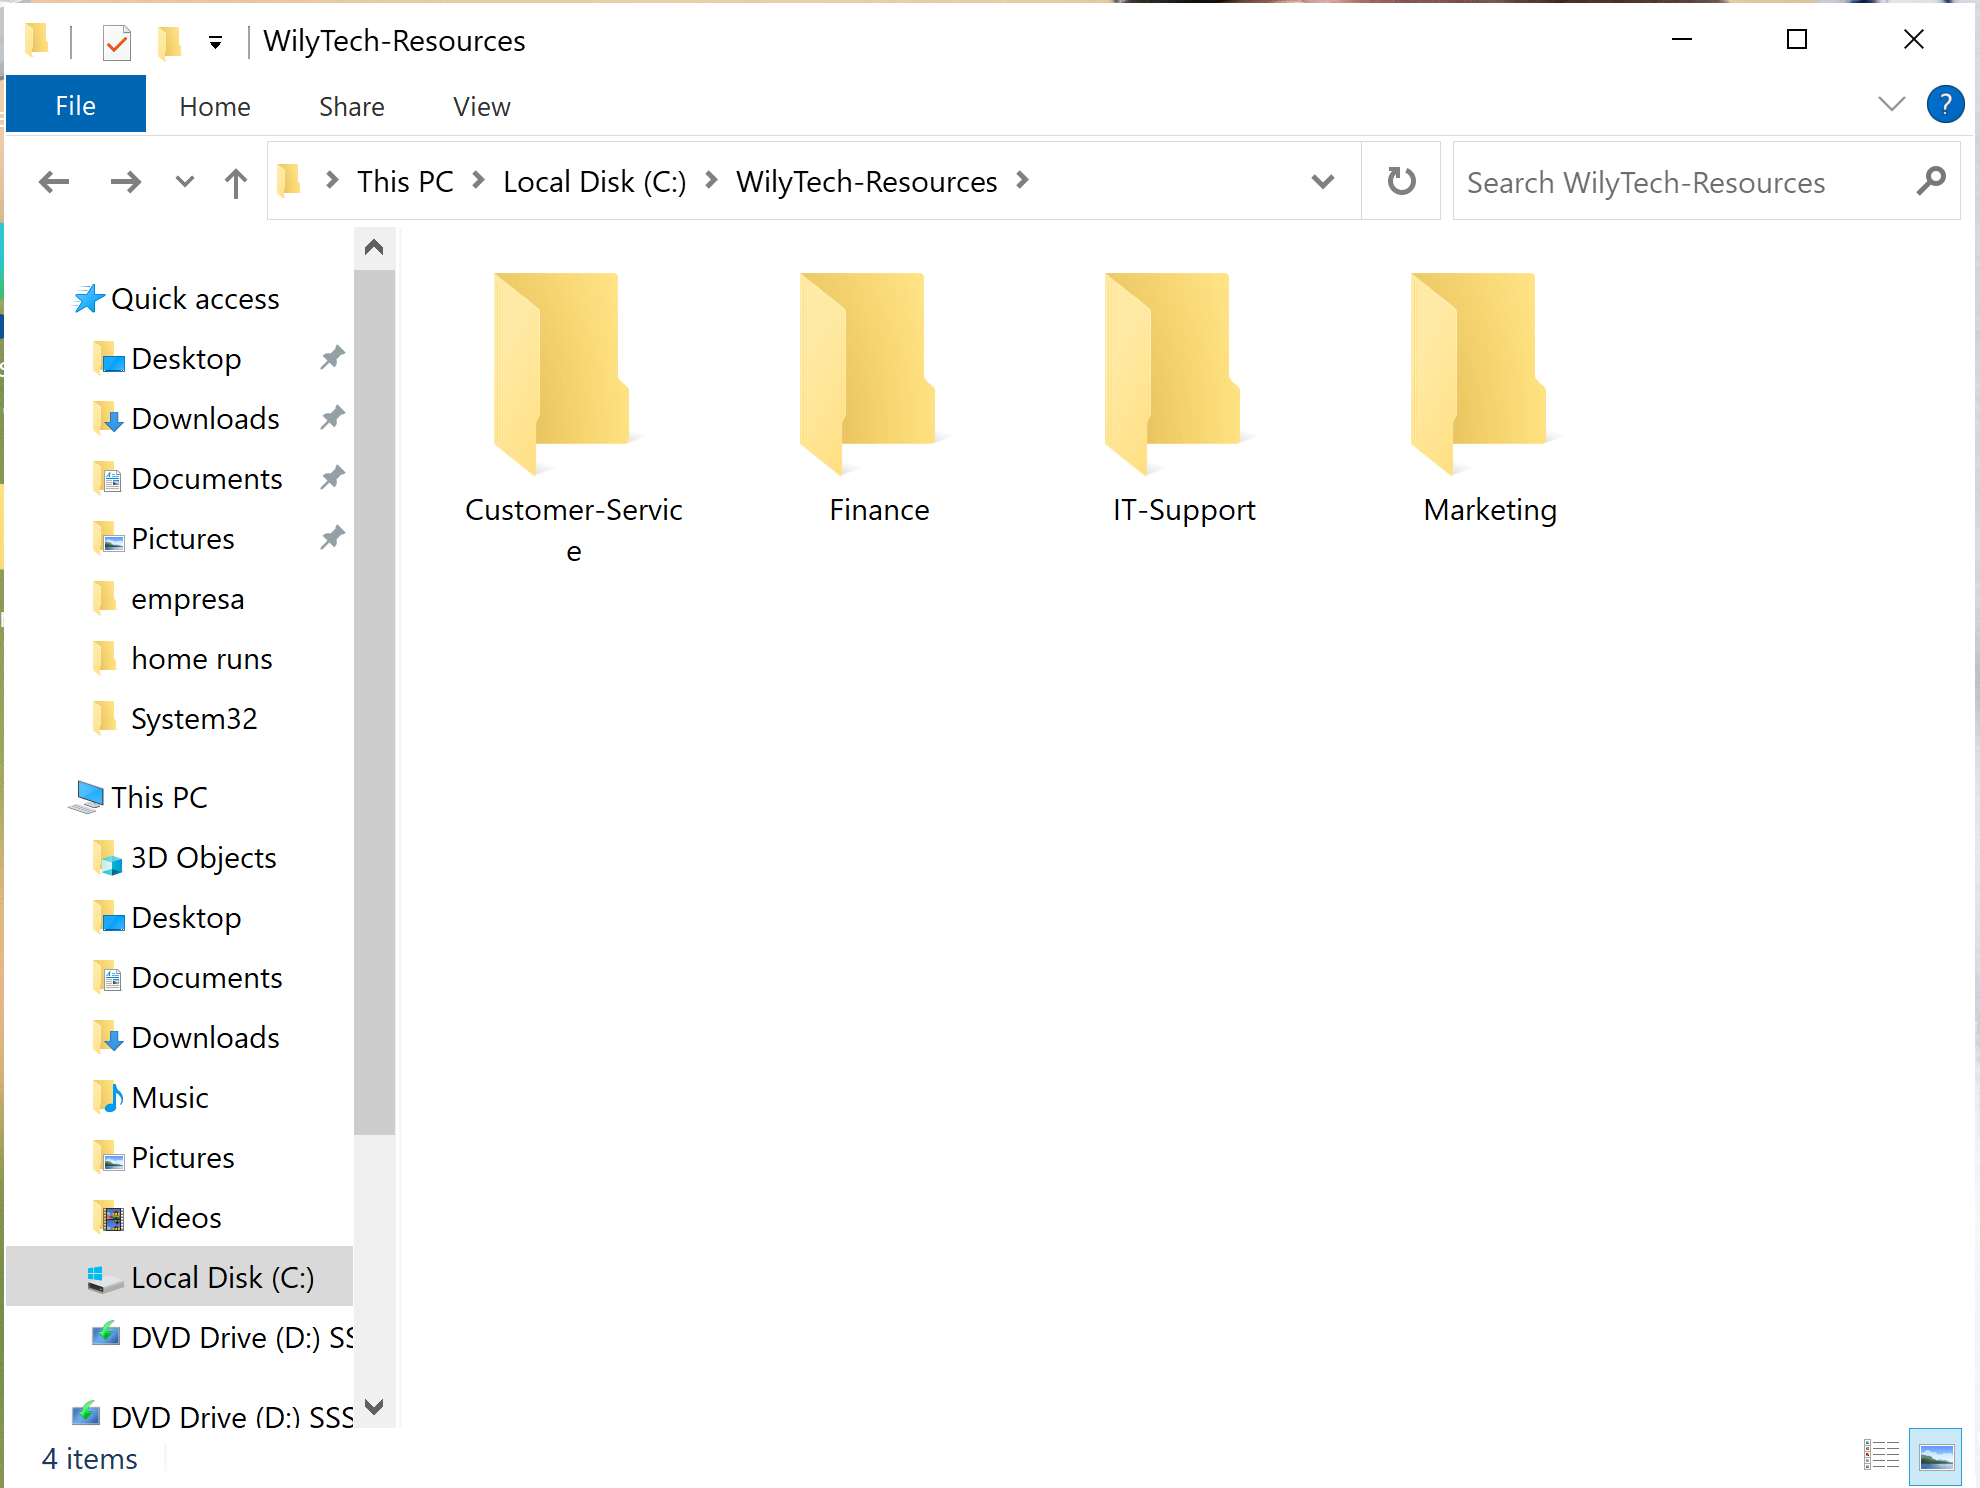 WilyTech-Resources
File Home Share View
This PC Local Disk (C:) WilyTech-Resources
Search WilyTech-Resources
Quick access
Desktop
Downloads
Documents
Pictures
empresa
home runs
System32
This PC
3D Objects
Desktop
Documents
Downloads
Music
Pictures
Videos
Local Disk (C:)
DVD Drive (D:) SS
DVD Drive (D:) SSS
Customer-Servic
e
Finance
IT-Support
Marketing
4 items